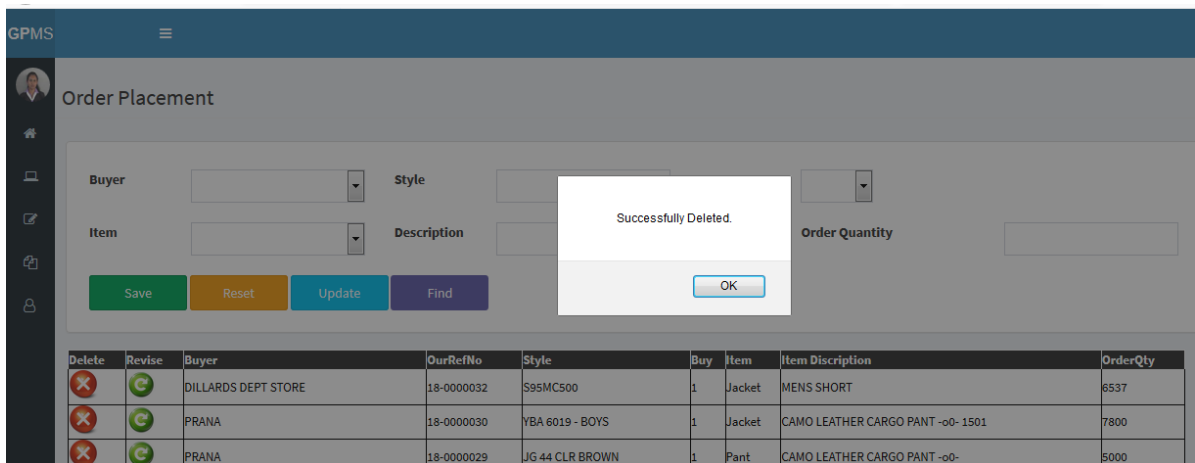 GPMS
Order Placement
Buyer
Style
Successfully Deleted.
Item
Description
Order Quantity
OK
Save Reset Update Find
Delete Revise Buyer OurRefNo Style Buy Item Item Discription OrderQty
DILLARDS DEPT STORE 18-0000032 S95MC500 1 Jacket MENS SHORT 6537
PRANA 18-0000030 YBA 6019 - BOYS 1 Jacket CAMO LEATHER CARGO PANT -o0- 1501 7800
PRANA 18-0000029 JG 44 CLR BROWN 1 Pant CAMO LEATHER CARGO PANT -o0- 5000